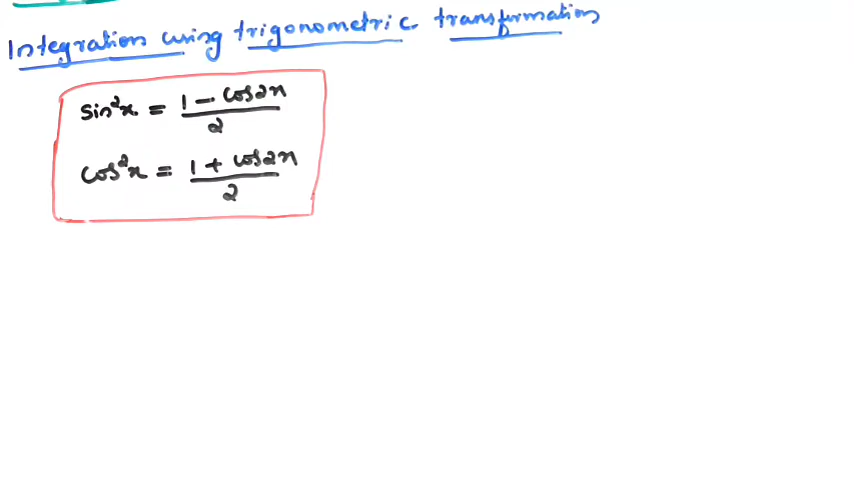 Integration using trigonometric transformation
sin²x = (1 - cos2x)/2
cos²x = (1 + cos2x)/2